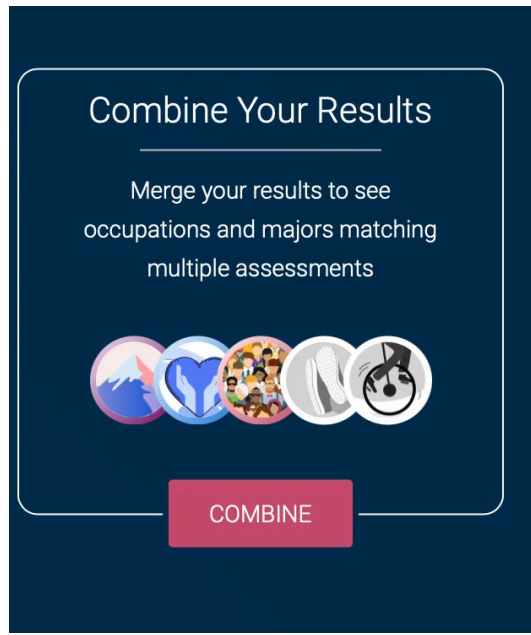 Combine Your Results
Merge your results to see
occupations and majors matching
multiple assessments
COMBINE